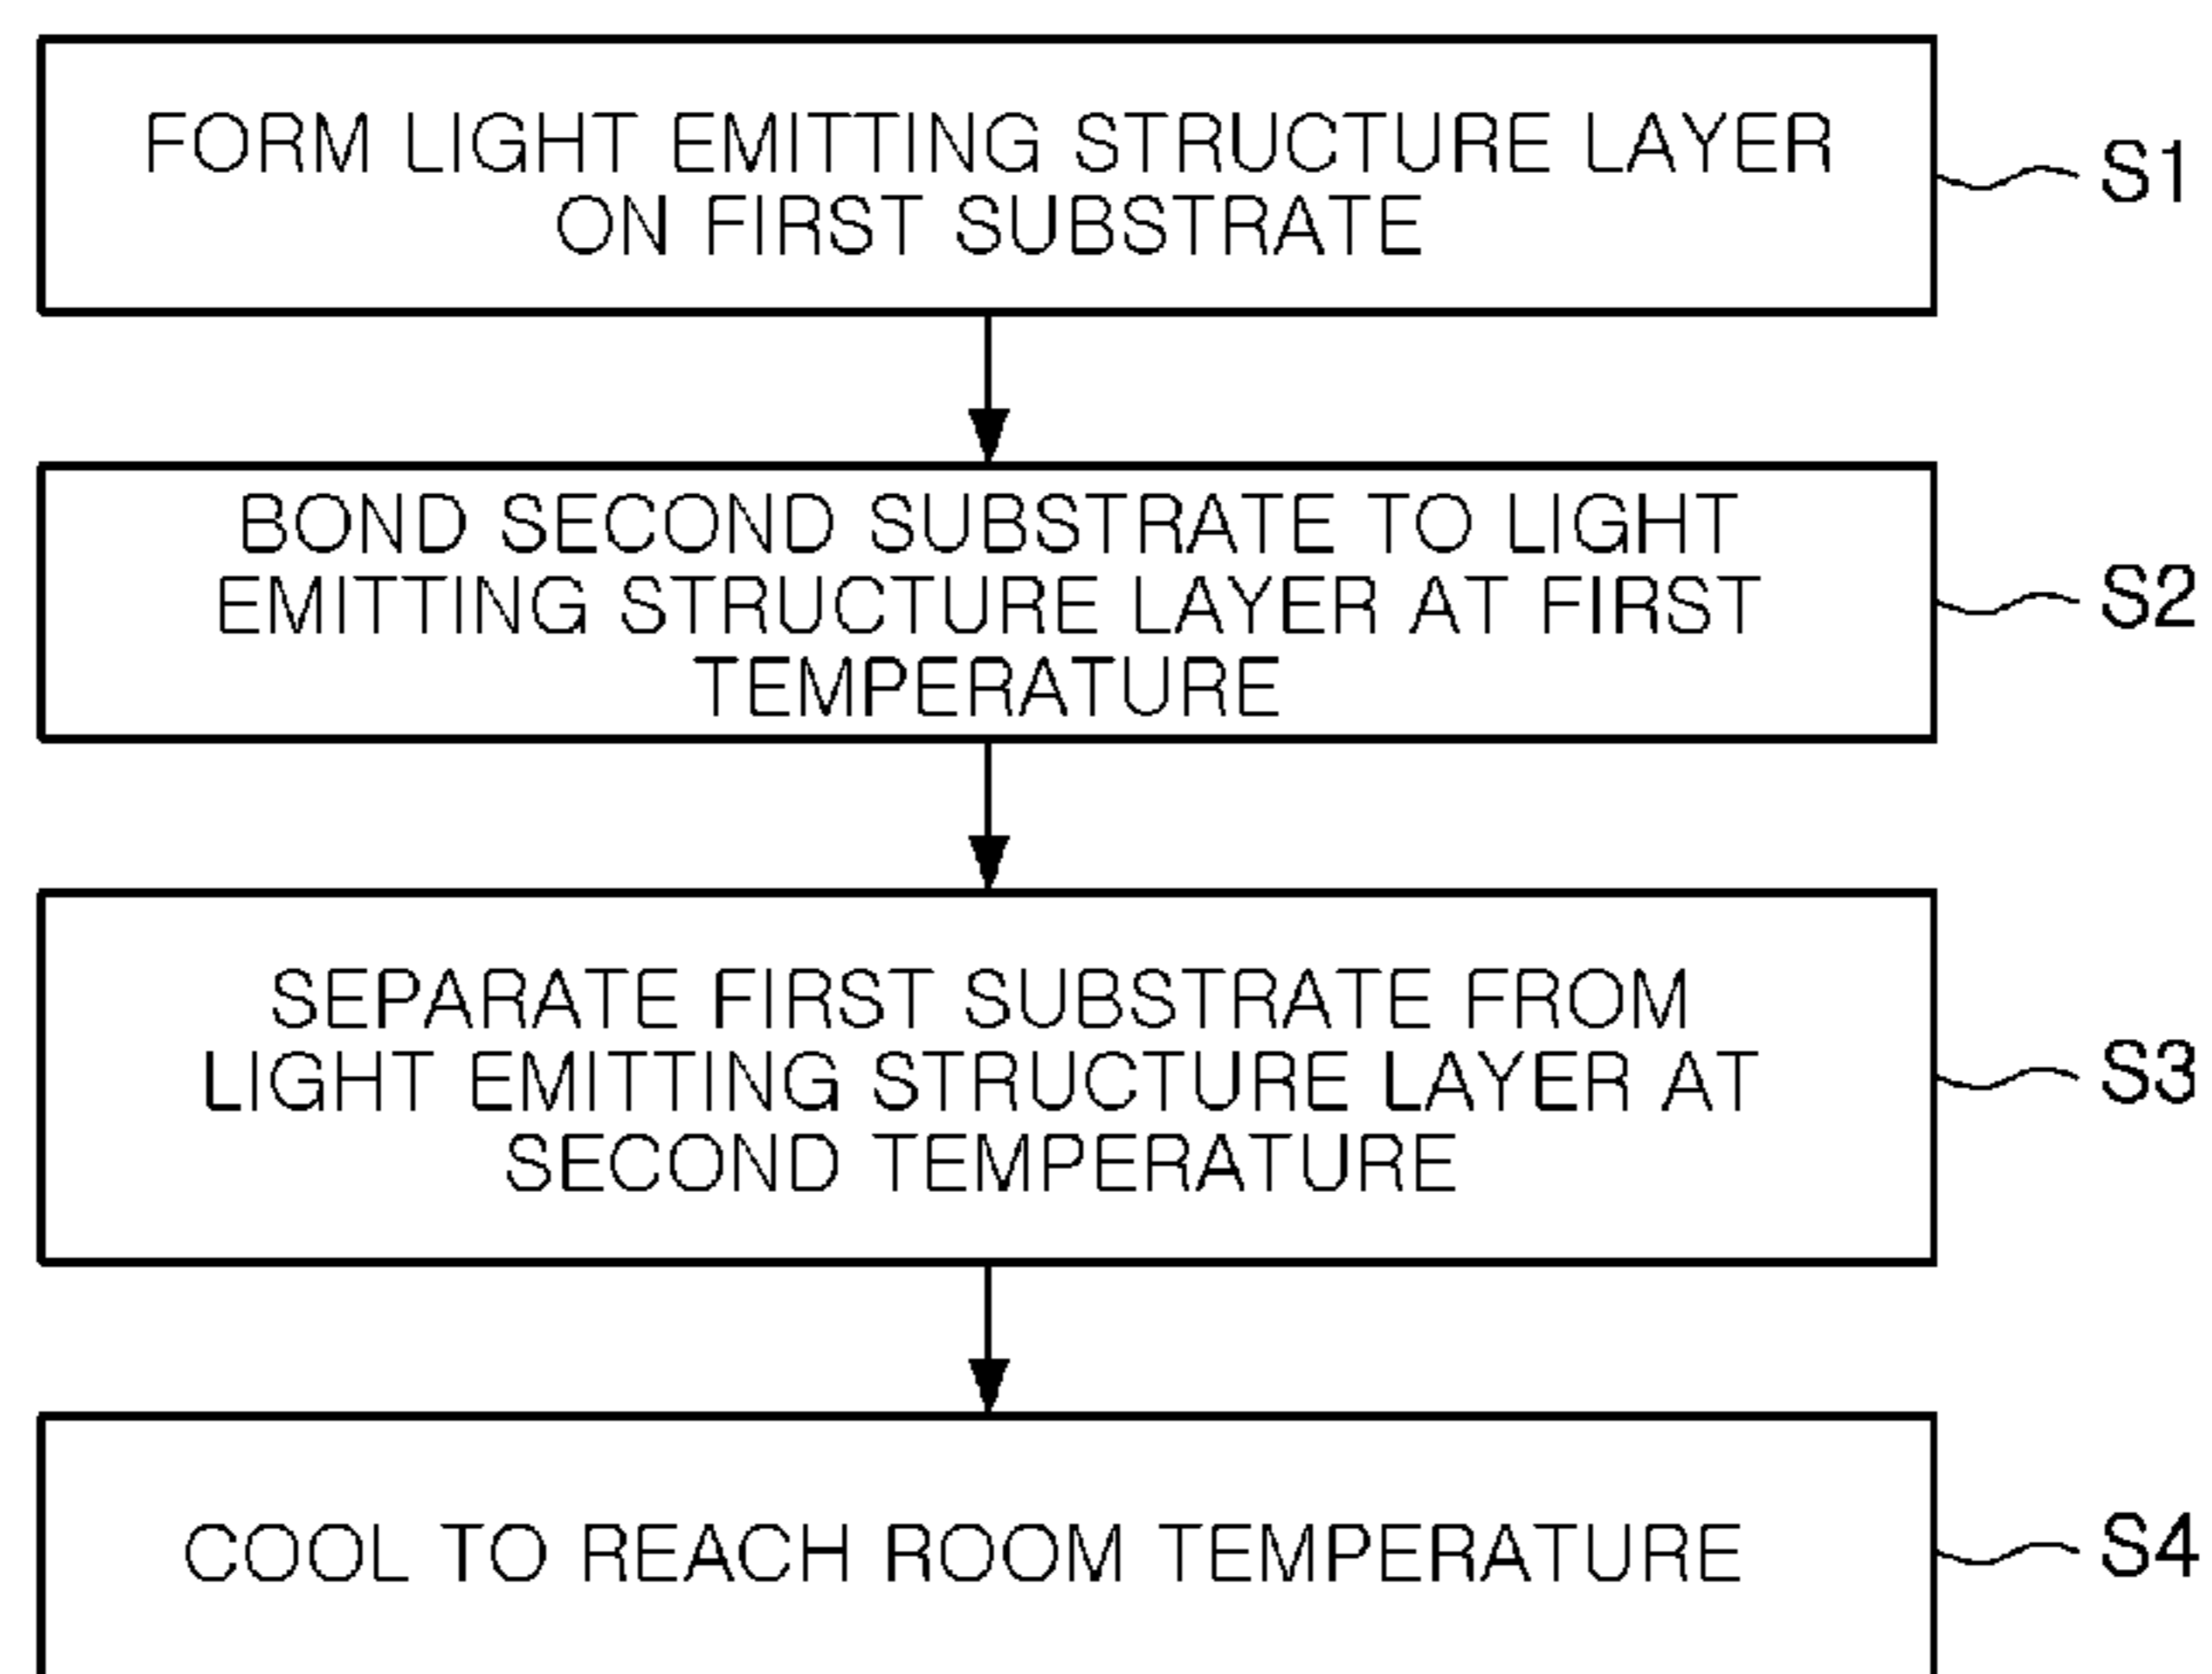 FORM LIGHT EMITTING STRUCTURE LAYER
ON FIRST SUBSTRATE
S1
BOND SECOND SUBSTRATE TO LIGHT
EMITTING STRUCTURE LAYER AT FIRST
TEMPERATURE
S2
SEPARATE FIRST SUBSTRATE FROM
LIGHT EMITTING STRUCTURE LAYER AT
SECOND TEMPERATURE
S3
COOL TO REACH ROOM TEMPERATURE
S4